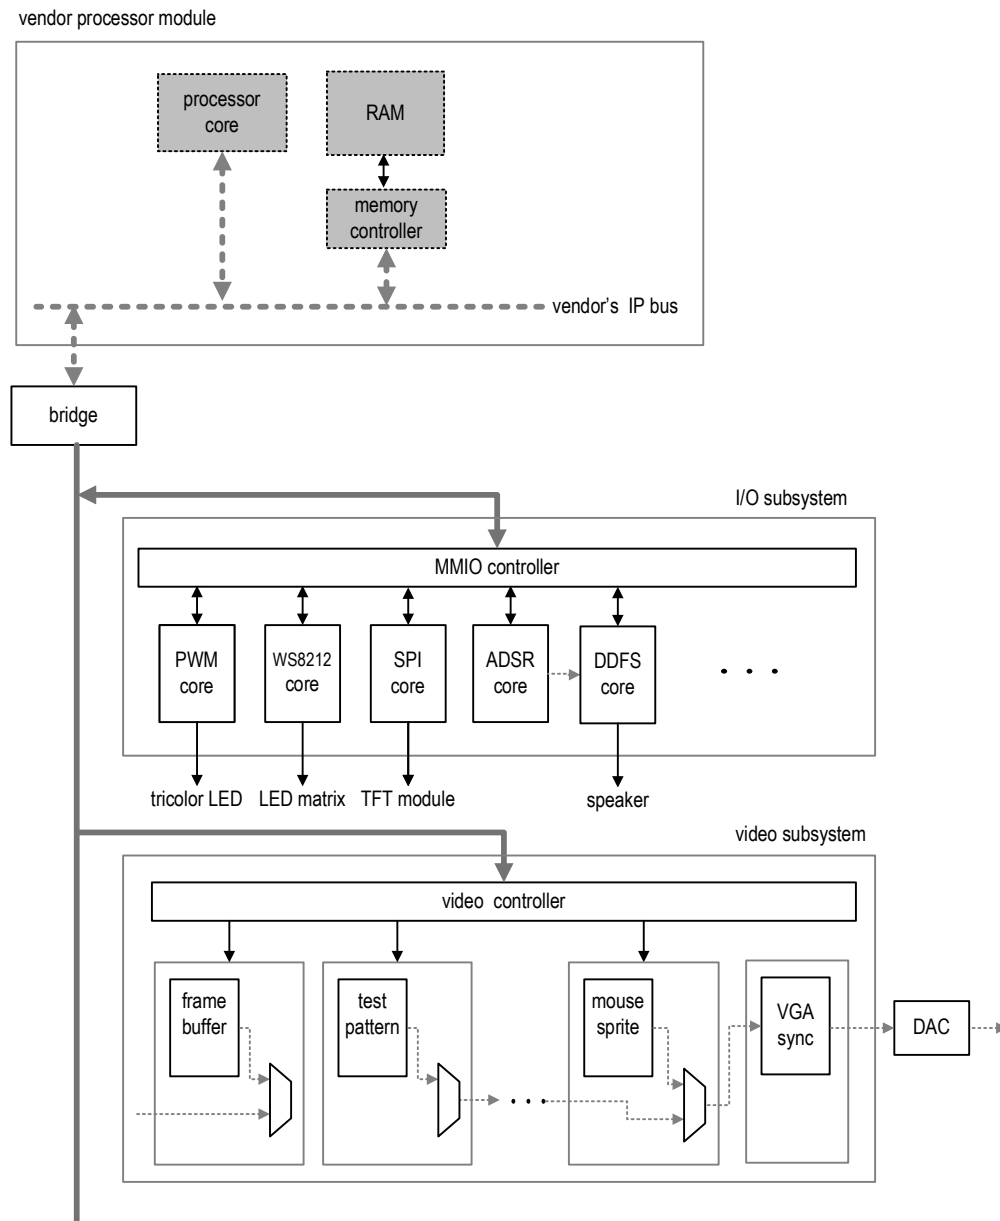 vendor processor module
processor
core
RAM
memory
controller
vendor's IP bus
bridge
I/O subsystem
MMIO controller
PWM
core
WS8212
core
SPI
core
ADSR
core
DDFS
core
. . .
tricolor LED
LED matrix
TFT module
speaker
video subsystem
video controller
frame
buffer
test
pattern
mouse
sprite
VGA
sync
DAC
. . .